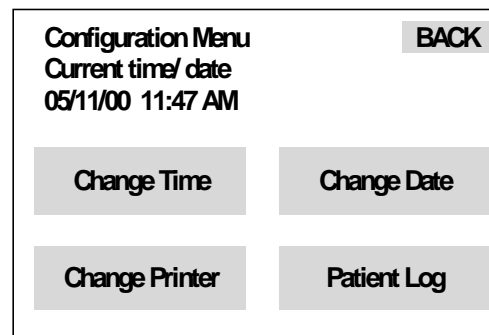 Configuration Menu
BACK
Current time/ date
05/11/00 11:47 AM
Change Time
Change Date
Change Printer
Patient Log